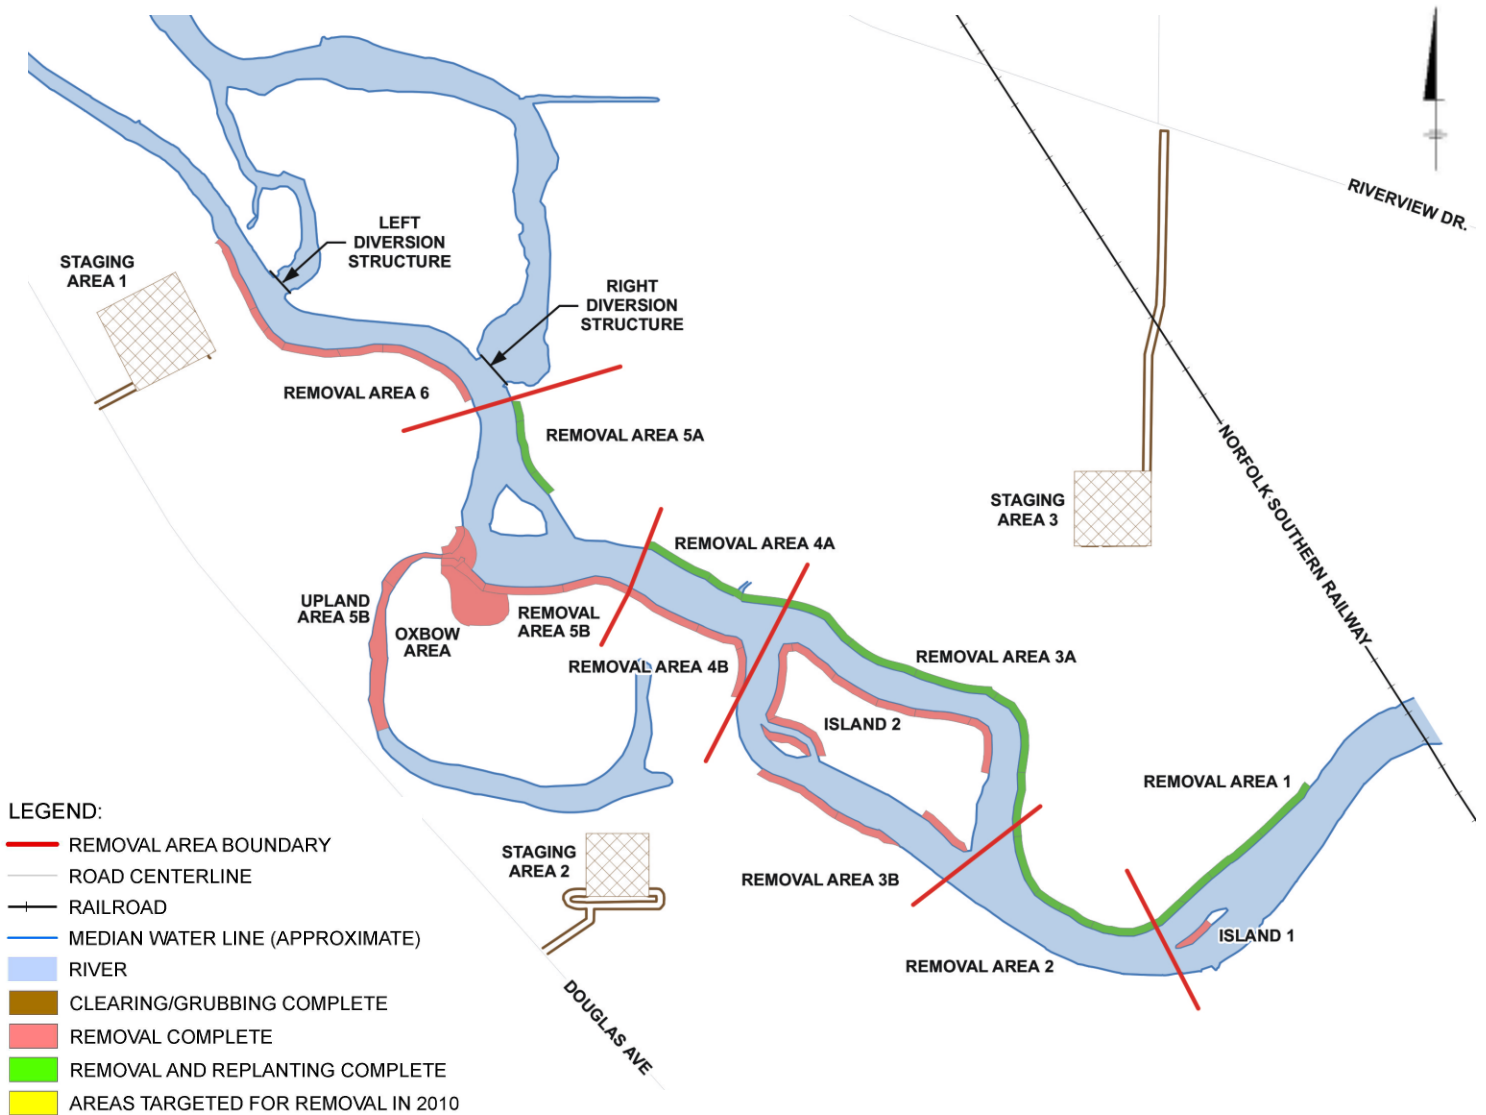 RIVERVIEW DR.
LEFT
DIVERSION
STRUCTURE
STAGING
AREA 1
RIGHT
DIVERSION
STRUCTURE
REMOVAL AREA 6
REMOVAL AREA 5A
NORFOLK SOUTHERN RAILWAY
STAGING
AREA 3
REMOVAL AREA 4A
UPLAND
AREA 5B
OXBOW
AREA
REMOVAL
AREA 5B
REMOVAL AREA 4B
REMOVAL AREA 3A
ISLAND 2
REMOVAL AREA 1
STAGING
AREA 2
REMOVAL AREA 3B
ISLAND 1
REMOVAL AREA 2
DOUGLAS AVE
LEGEND:
REMOVAL AREA BOUNDARY
ROAD CENTERLINE
RAILROAD
MEDIAN WATER LINE (APPROXIMATE)
RIVER
CLEARING/GRUBBING COMPLETE
REMOVAL COMPLETE
REMOVAL AND REPLANTING COMPLETE
AREAS TARGETED FOR REMOVAL IN 2010